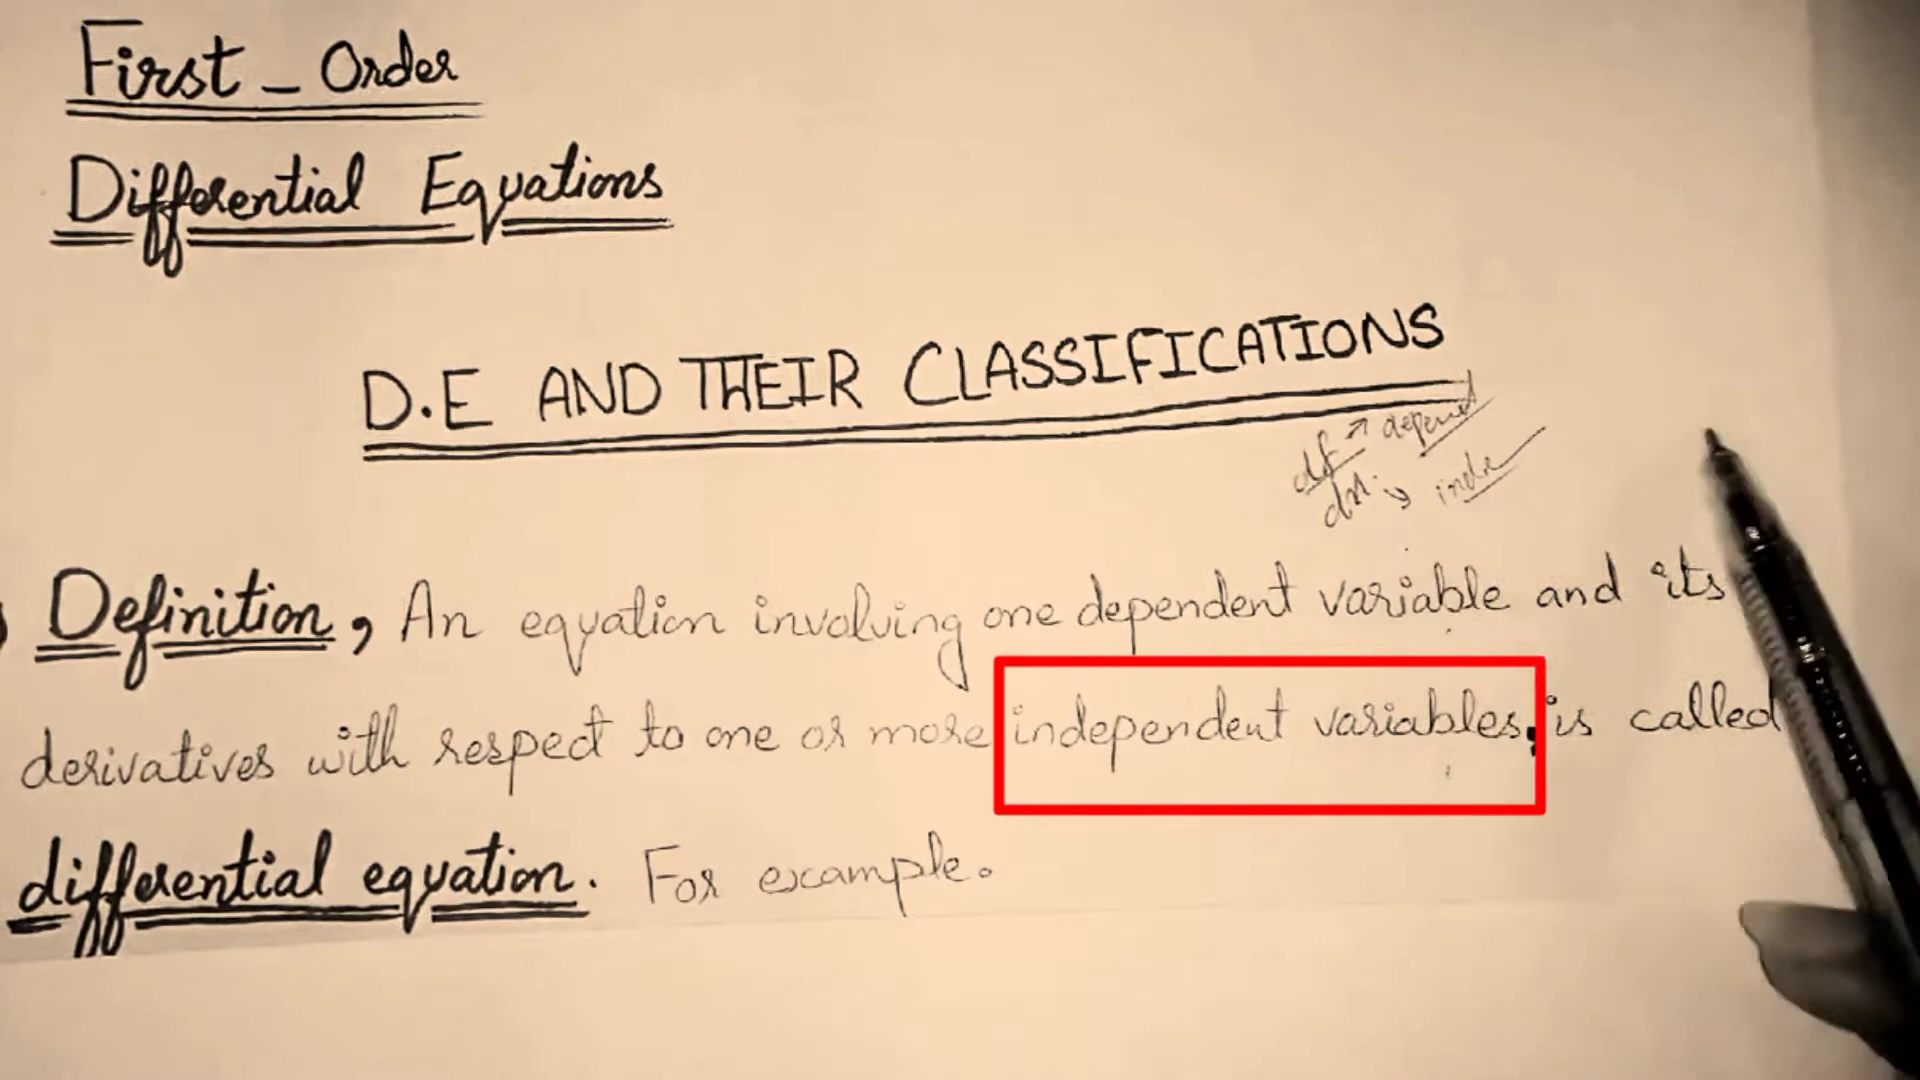 First - Order
Differential Equations
D.E AND THEIR CLASSIFICATIONS
df → depend
dx. → inde
Definition, An equation involving one dependent variable and its
derivatives with respect to one or more independent variables, is called
differential equation. For example.